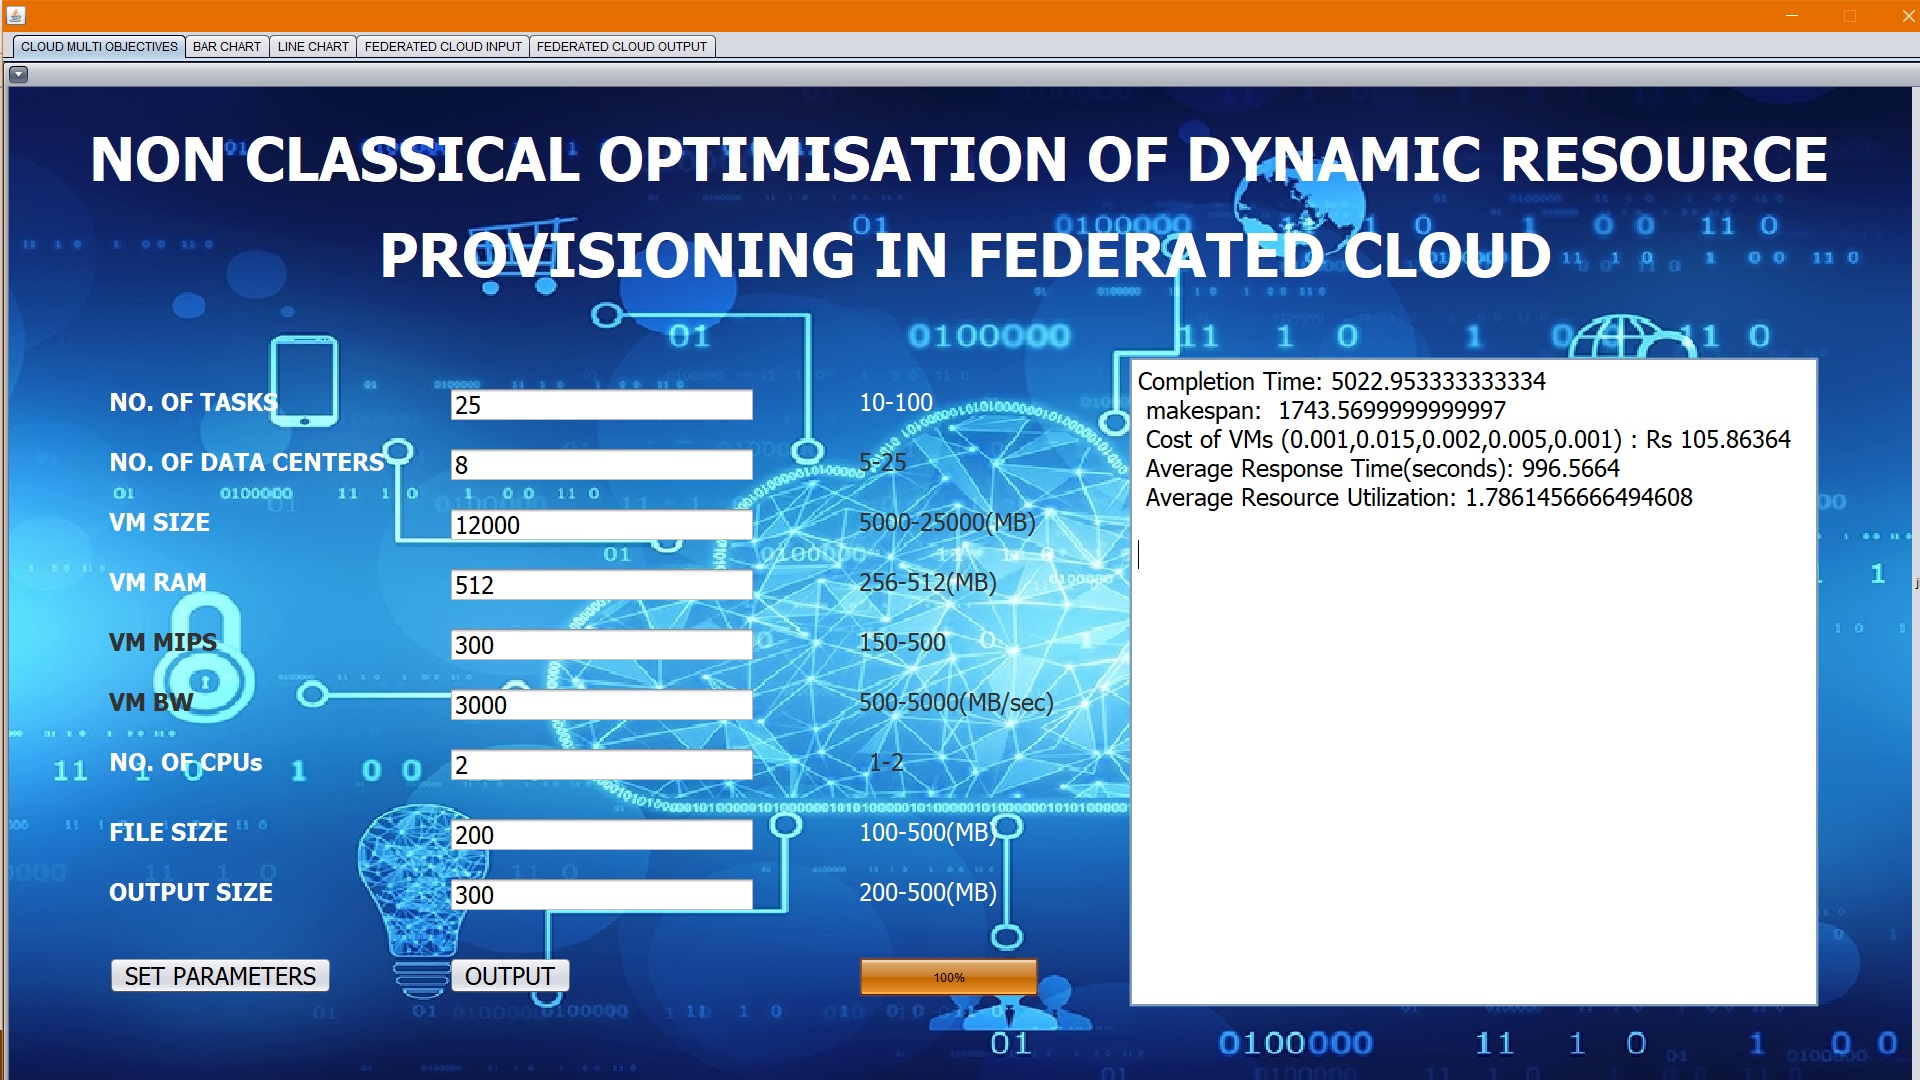 CLOUD MULTI OBJECTIVES BAR CHART LINE CHART FEDERATED CLOUD INPUT FEDERATED CLOUD OUTPUT
NON CLASSICAL OPTIMISATION OF DYNAMIC RESOURCE
PROVISIONING IN FEDERATED CLOUD
NO. OF TASKS 25 10-100
NO. OF DATA CENTERS 8 5-25
VM SIZE 12000 5000-25000(MB)
VM RAM 512 256-512(MB)
VM MIPS 300 150-500
VM BW 3000 500-5000(MB/sec)
NO. OF CPUs 2 1-2
FILE SIZE 200 100-500(MB)
OUTPUT SIZE 300 200-500(MB)
SET PARAMETERS OUTPUT 100%
Completion Time: 5022.953333333334
makespan: 1743.5699999999997
Cost of VMs (0.001,0.015,0.002,0.005,0.001) : Rs 105.86364
Average Response Time(seconds): 996.5664
Average Resource Utilization: 1.7861456666494608